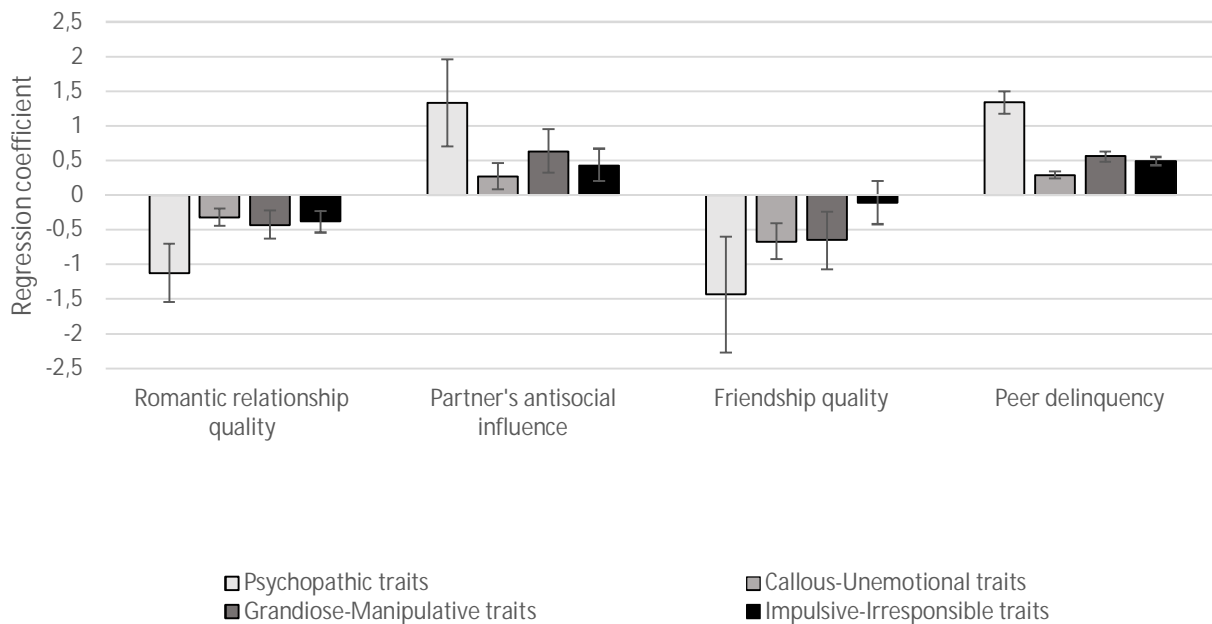 Regression coefficient
2,5
2
1,5
1
0,5
0
-0,5
-1
-1,5
-2
-2,5
Romantic relationship
quality
Partner's antisocial
influence
Friendship quality
Peer delinquency
Psychopathic traits
Callous-Unemotional traits
Grandiose-Manipulative traits
Impulsive-Irresponsible traits